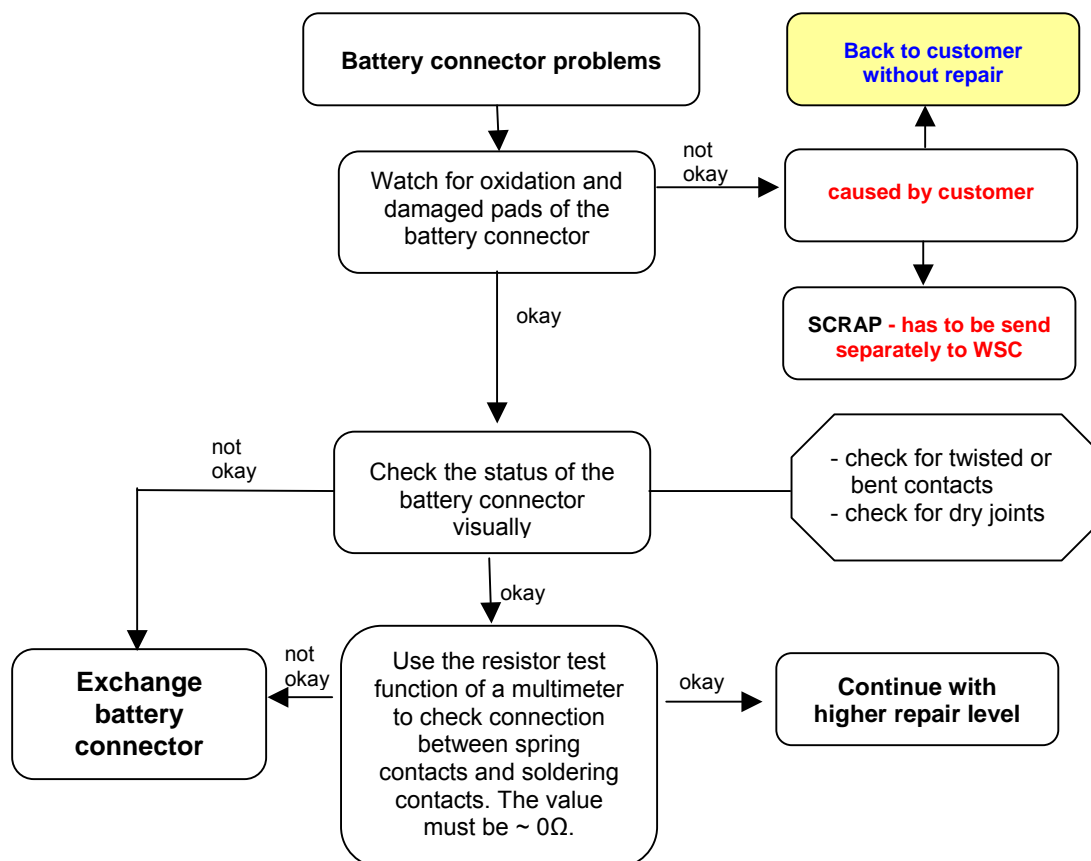 Battery connector problems
Back to customer
without repair
not
okay
Watch for oxidation and
damaged pads of the
battery connector
caused by customer
okay
SCRAP - has to be send
separately to WSC
not
okay
Check the status of the
battery connector
visually
- check for twisted or
bent contacts
- check for dry joints
okay
Exchange
battery
connector
not
okay
Use the resistor test
function of a multimeter
to check connection
between spring
contacts and soldering
contacts. The value
must be ~ 0Ω.
okay
Continue with
higher repair level